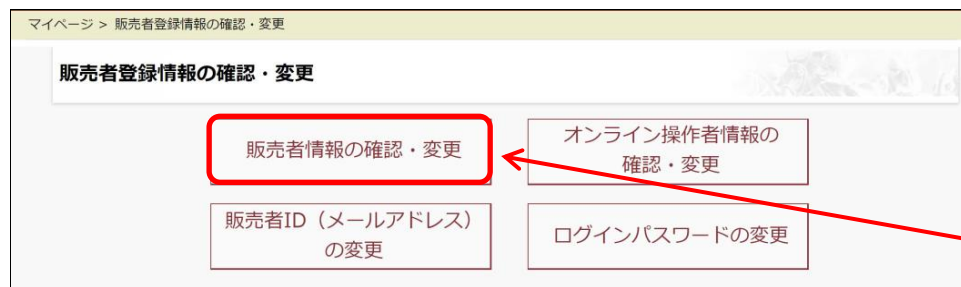 マイページ > 販売者登録情報の確認・変更
販売者登録情報の確認・変更
販売者情報の確認・変更
オンライン操作者情報の
確認・変更
販売者ID（メールアドレス）
の変更
ログインパスワードの変更